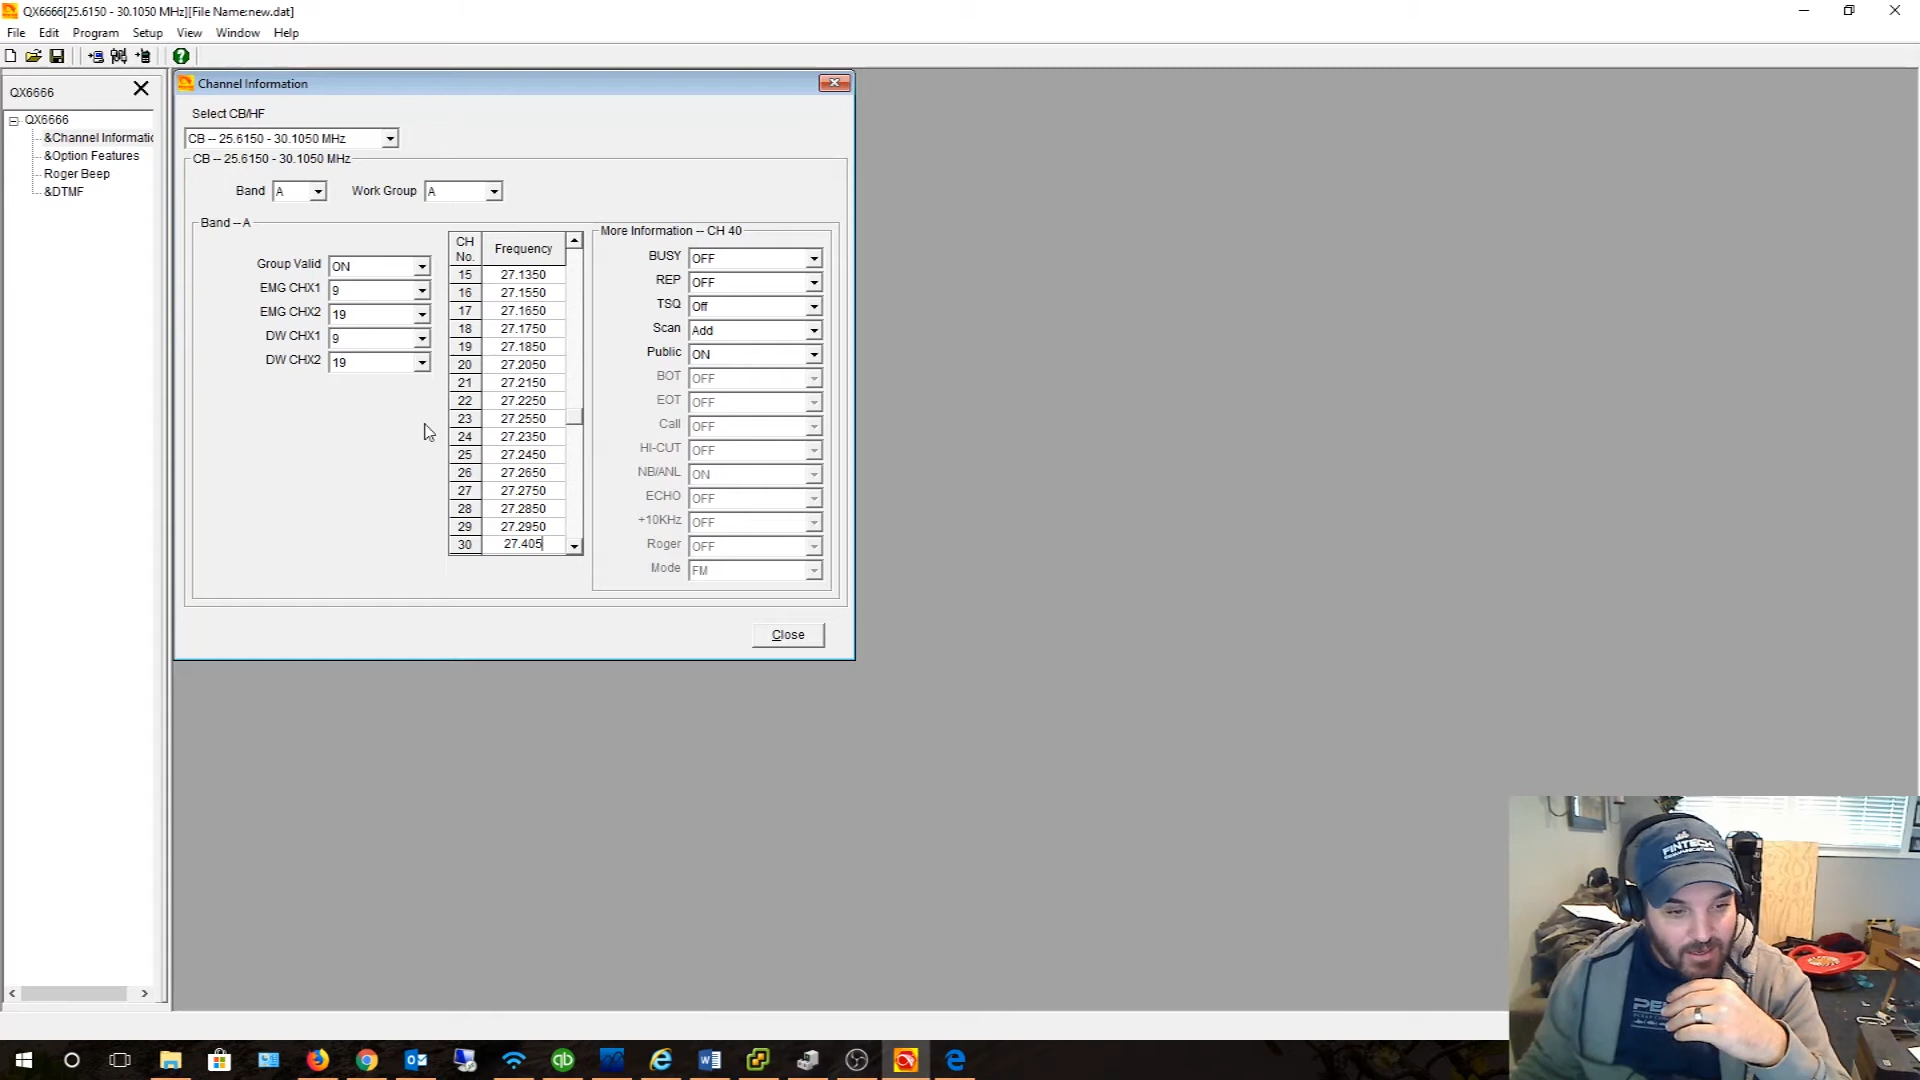 QX6666[25.6150 - 30.1050 MHz][File Name:new.dat]
File Edit Program Setup View Window Help
QX6666
QX6666
&Channel Informatic
&Option Features
Roger Beep
&DTMF
Channel Information
Select CB/HF
CB -- 25.6150 - 30.1050 MHz
CB -- 25.6150 - 30.1050 MHz
Band A Work Group A
Band -- A
Group Valid ON
EMG CHX1 9
EMG CHX2 19
DW CHX1 9
DW CHX2 19
CH No. Frequency
15 27.1350
16 27.1550
17 27.1650
18 27.1750
19 27.1850
20 27.2050
21 27.2150
22 27.2250
23 27.2550
24 27.2350
25 27.2450
26 27.2650
27 27.2750
28 27.2850
29 27.2950
30 27.405
More Information -- CH 40
BUSY OFF
REP OFF
TSQ Off
Scan Add
Public ON
BOT OFF
EOT OFF
Call OFF
HI-CUT OFF
NB/ANL ON
ECHO OFF
+10KHz OFF
Roger OFF
Mode FM
Close
FINTECH